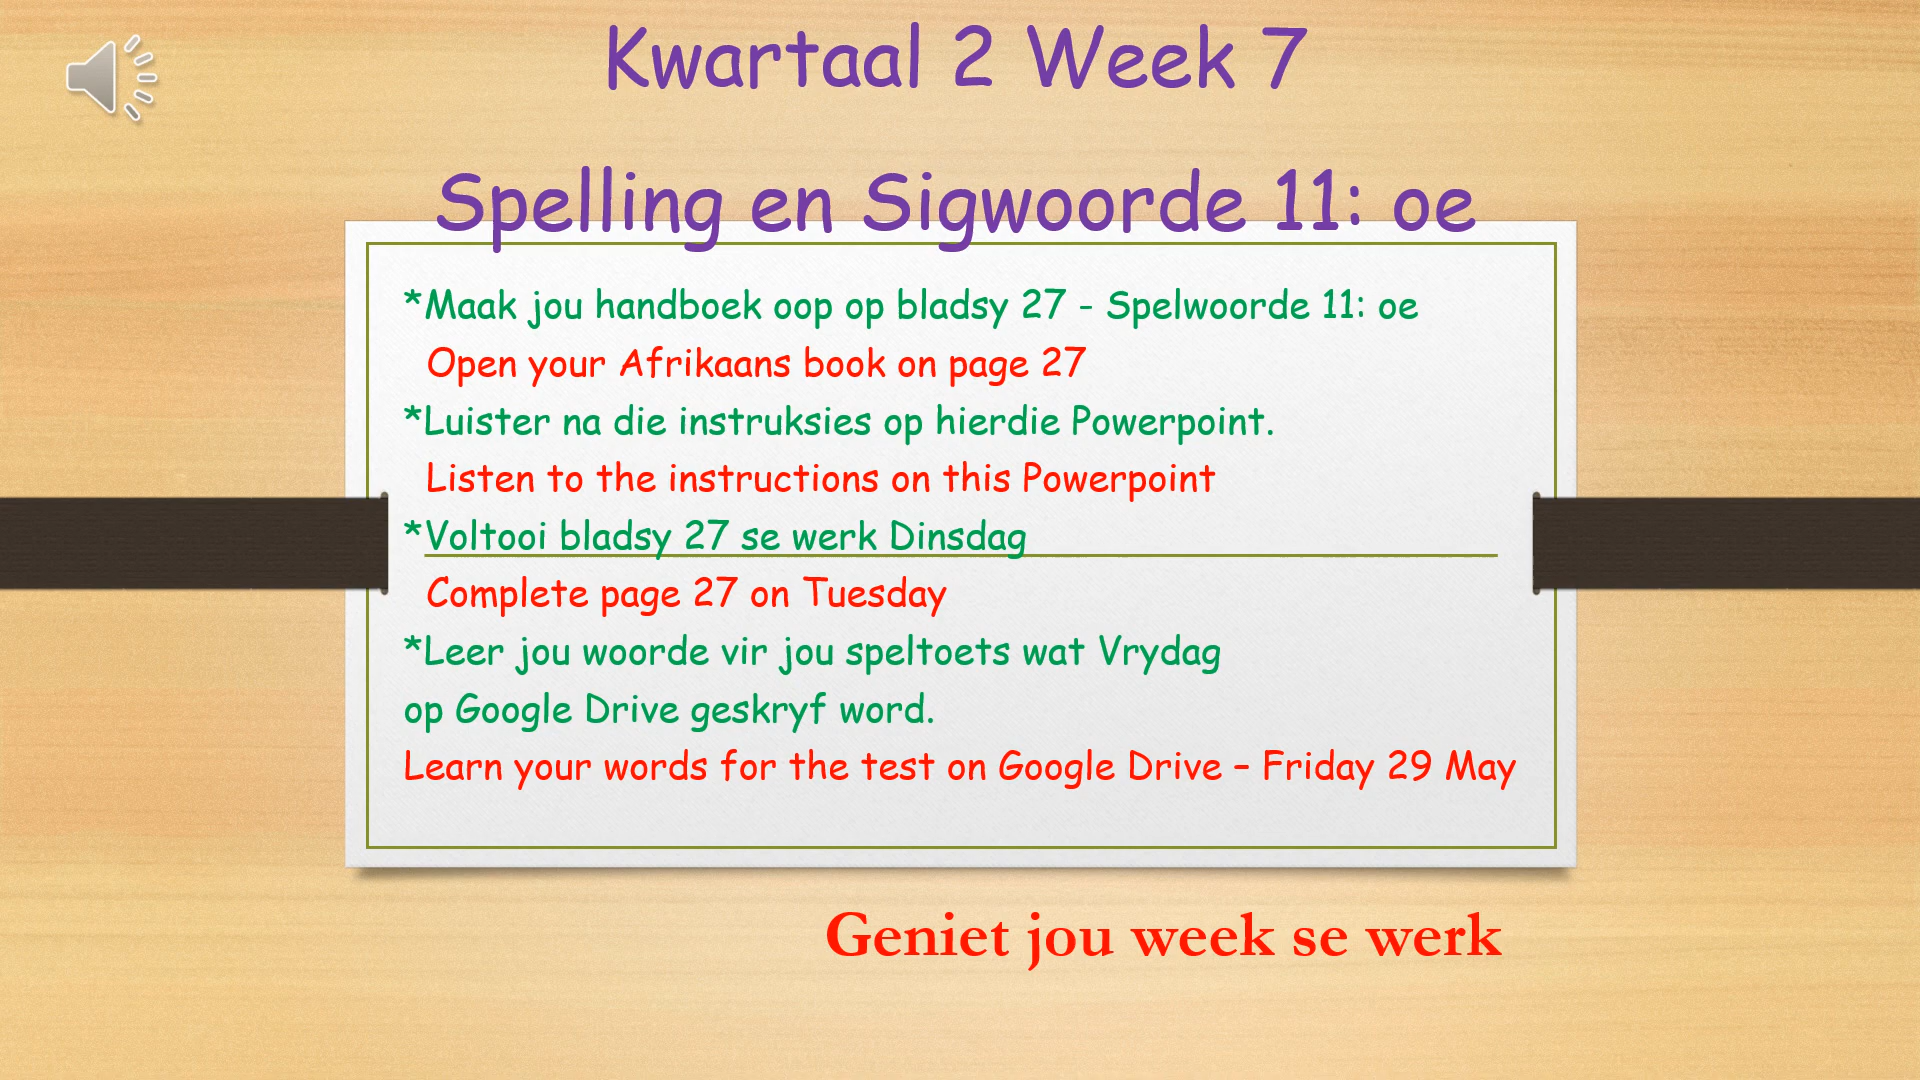 Kwartaal 2 Week 7
Spelling en Sigwoorde 11: oe
*Maak jou handboek oop op bladsy 27 - Spelwoorde 11: oe
Open your Afrikaans book on page 27
*Luister na die instruksies op hierdie Powerpoint.
Listen to the instructions on this Powerpoint
*Voltooi bladsy 27 se werk Dinsdag
Complete page 27 on Tuesday
*Leer jou woorde vir jou speltoets wat Vrydag
op Google Drive geskryf word.
Learn your words for the test on Google Drive – Friday 29 May
Geniet jou week se werk